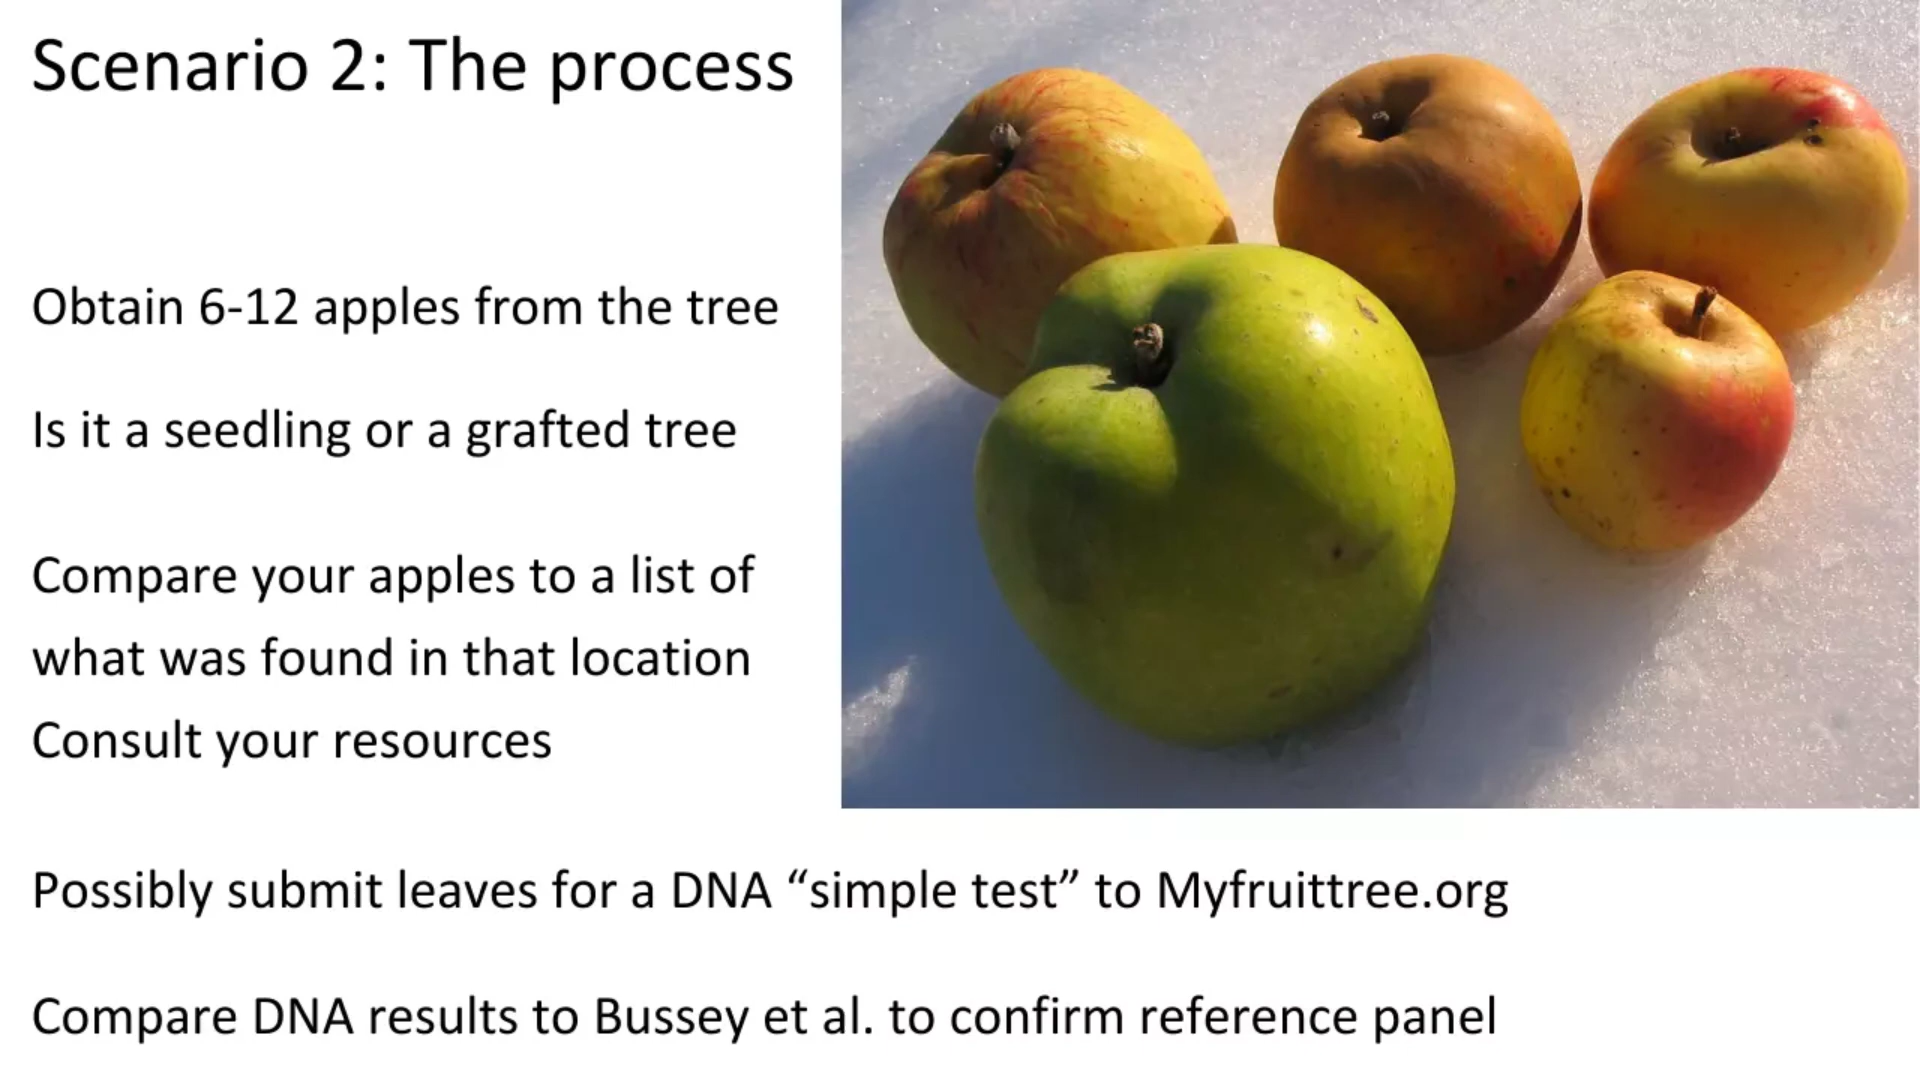 Scenario 2: The process
Obtain 6-12 apples from the tree
Is it a seedling or a grafted tree
Compare your apples to a list of
what was found in that location
Consult your resources
Possibly submit leaves for a DNA “simple test” to Myfruittree.org
Compare DNA results to Bussey et al. to confirm reference panel